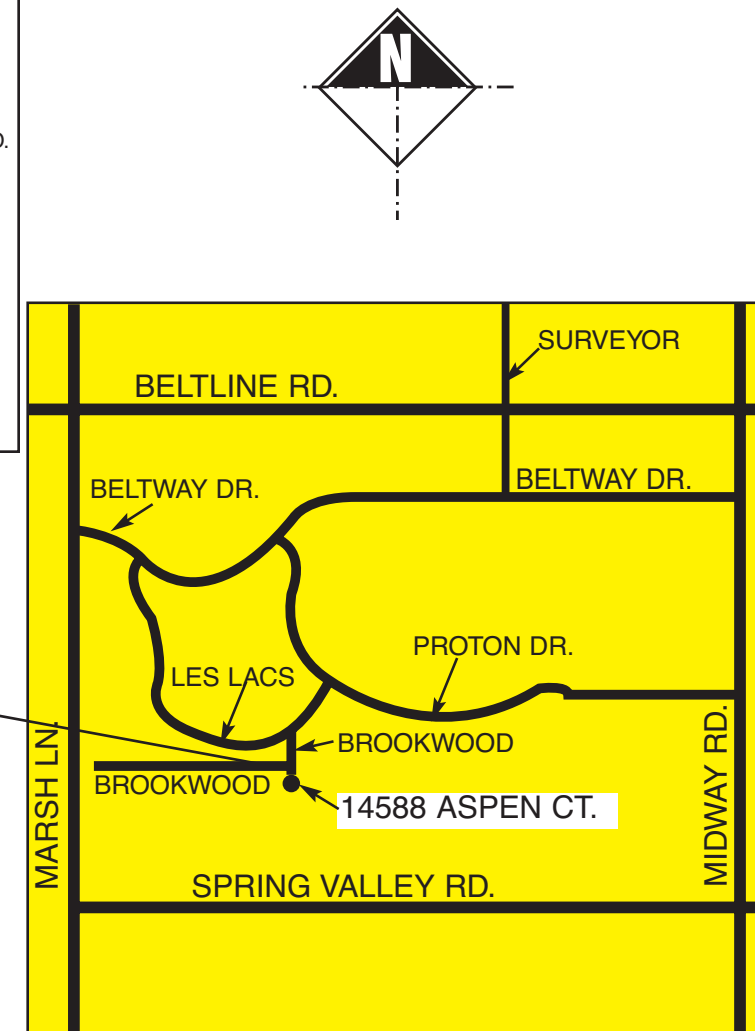 N
D.
SURVEYOR
BELTLINE RD.
BELTWAY DR.
BELTWAY DR.
PROTON DR.
LES LACS
BROOKWOOD
BROOKWOOD
14588 ASPEN CT.
MARSH LN.
MIDWAY RD.
SPRING VALLEY RD.